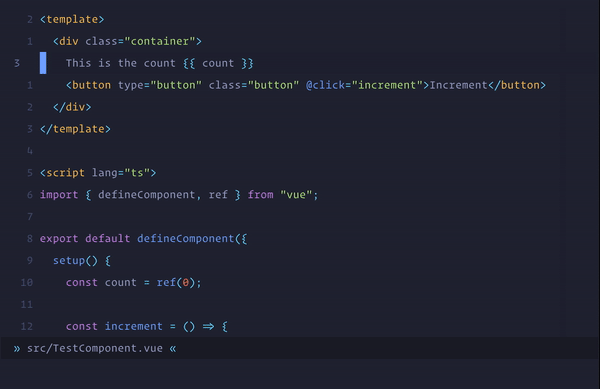 2 <template>
1   <div class="container">
3     This is the count {{ count }}
1     <button type="button" class="button" @click="increment">Increment</button>
2   </div>
3 </template>
4
5 <script lang="ts">
6 import { defineComponent, ref } from "vue";
7
8 export default defineComponent({
9   setup() {
10     const count = ref(0);
11
12     const increment = () => {
» src/TestComponent.vue «